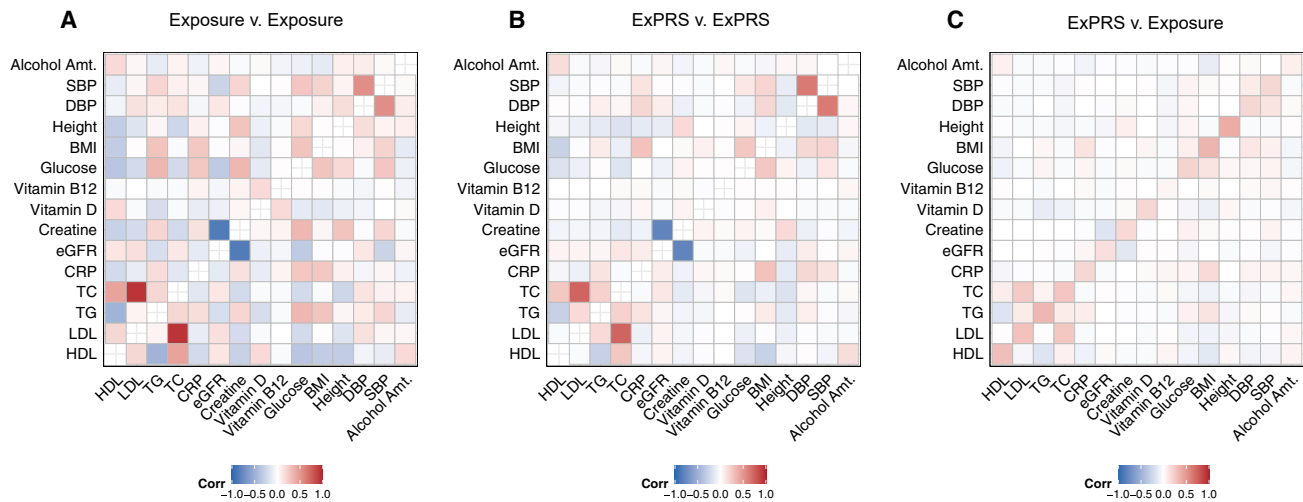 A Exposure v. Exposure
Alcohol Amt.
SBP
DBP
Height
BMI
Glucose
Vitamin B12
Vitamin D
Creatine
eGFR
CRP
TC
TG
LDL
HDL
HDL LDL TG TC CRP eGFR Creatine Vitamin D Vitamin B12 Glucose BMI Height DBP SBP Alcohol Amt.
Corr
−1.0 −0.5 0.0 0.5 1.0
B ExPRS v. ExPRS
Alcohol Amt.
SBP
DBP
Height
BMI
Glucose
Vitamin B12
Vitamin D
Creatine
eGFR
CRP
TC
TG
LDL
HDL
HDL LDL TG TC CRP eGFR Creatine Vitamin D Vitamin B12 Glucose BMI Height DBP SBP Alcohol Amt.
Corr
−1.0 −0.5 0.0 0.5 1.0
C ExPRS v. Exposure
Alcohol Amt.
SBP
DBP
Height
BMI
Glucose
Vitamin B12
Vitamin D
Creatine
eGFR
CRP
TC
TG
LDL
HDL
HDL LDL TG TC CRP eGFR Creatine Vitamin D Vitamin B12 Glucose BMI Height DBP SBP Alcohol Amt.
Corr
−1.0 −0.5 0.0 0.5 1.0